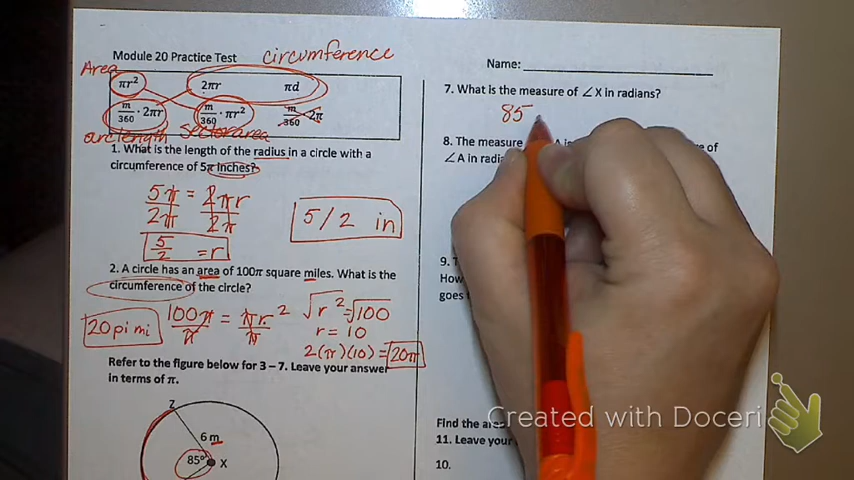 Module 20 Practice Test circumference
Area
πr² 2πr πd
m/360 · 2πr m/360 · πr² m/360 · 2π
arc length Sector area
1. What is the length of the radius in a circle with a
circumference of 5π inches?
5π/2π = 2πr/2π
5/2 = r
5/2 in
2. A circle has an area of 100π square miles. What is the
circumference of the circle?
20 pi mi
100π/π = πr²/π
√r² = √100
r = 10
2(π)(10) = 20π
Refer to the figure below for 3 – 7. Leave your answer
in terms of π.
Z
6 m
85°
X
Name:
7. What is the measure of ∠X in radians?
85
8. The measure
∠A in
9.
How
goes t
Find the area
11. Leave your
10.
Created with Doceri